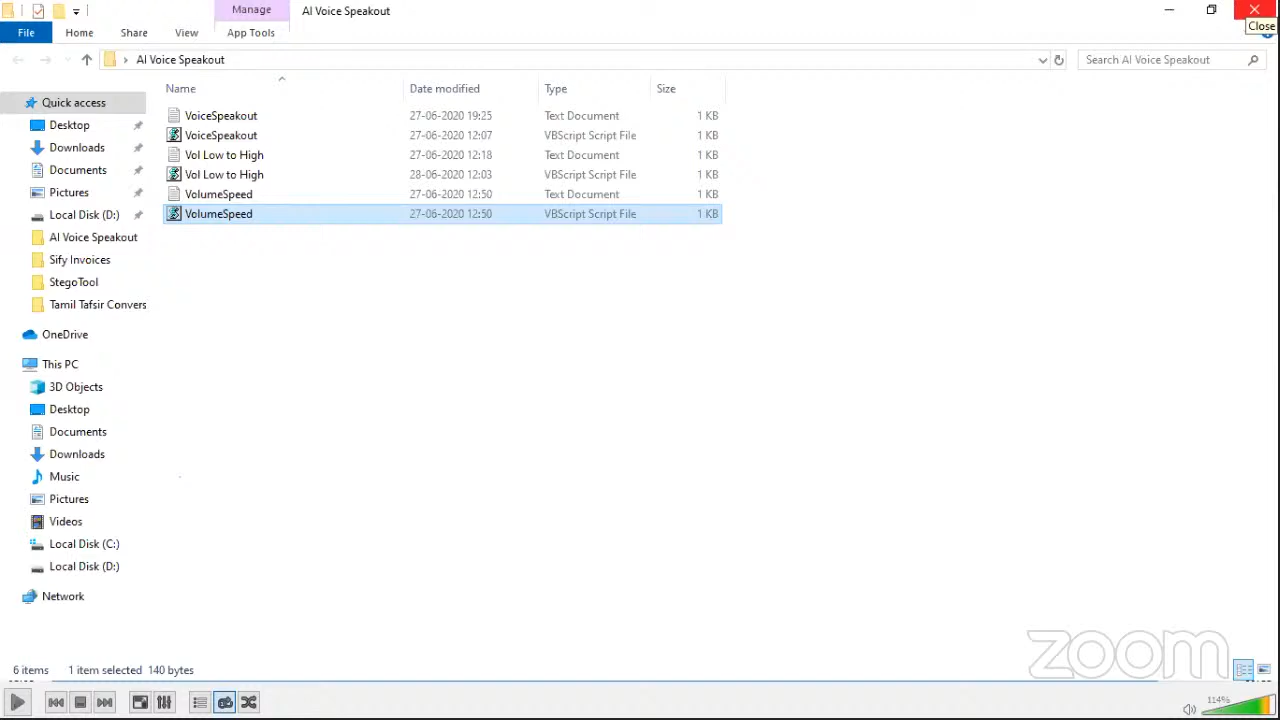 Manage
AI Voice Speakout
Close
File
Home
Share
View
App Tools
AI Voice Speakout
Search AI Voice Speakout
Name
Date modified
Type
Size
VoiceSpeakout 27-06-2020 19:25 Text Document 1 KB
VoiceSpeakout 27-06-2020 12:07 VBScript Script File 1 KB
Vol Low to High 27-06-2020 12:18 Text Document 1 KB
Vol Low to High 28-06-2020 12:03 VBScript Script File 1 KB
VolumeSpeed 27-06-2020 12:50 Text Document 1 KB
VolumeSpeed 27-06-2020 12:50 VBScript Script File 1 KB
Quick access
Desktop
Downloads
Documents
Pictures
Local Disk (D:)
AI Voice Speakout
Sify Invoices
StegoTool
Tamil Tafsir Convers
OneDrive
This PC
3D Objects
Desktop
Documents
Downloads
Music
Pictures
Videos
Local Disk (C:)
Local Disk (D:)
Network
6 items 1 item selected 140 bytes
zoom
114%